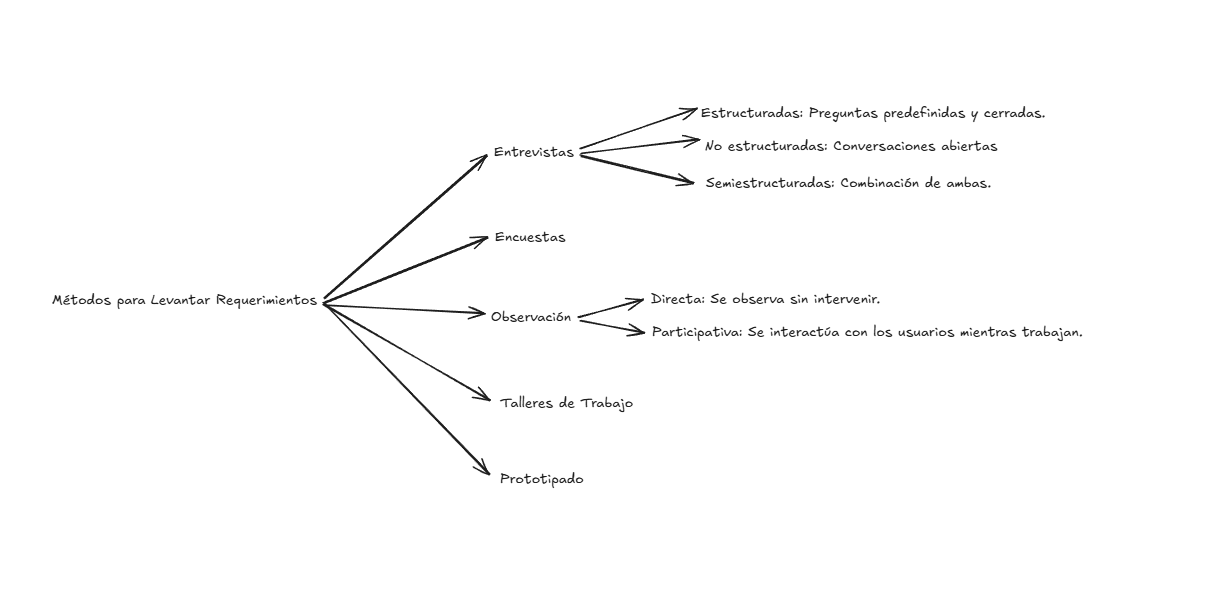 Métodos para Levantar Requerimientos
Entrevistas
Estructuradas: Preguntas predefinidas y cerradas.
No estructuradas: Conversaciones abiertas
Semiestructuradas: Combinación de ambas.
Encuestas
Observación
Directa: Se observa sin intervenir.
Participativa: Se interactúa con los usuarios mientras trabajan.
Talleres de Trabajo
Prototipado